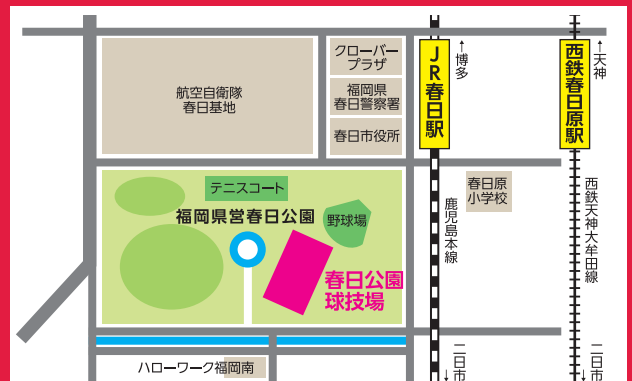 クローバー
プラザ
福岡県
春日警察署
春日市役所
航空自衛隊
春日基地
JR春日駅
↑博多
西鉄春日原駅
↑天神
テニスコート
福岡県営春日公園
野球場
春日公園
球技場
春日原
小学校
鹿児島本線
西鉄天神大牟田線
ハローワーク福岡南
二日市
↓
二日市
↓